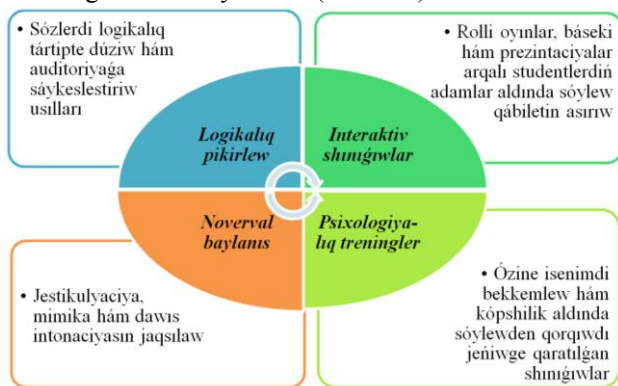 • Sózlerdi logikalıq
tártipte dúziw hám
auditoriyaǵa
sáykeslestiriw
usılları
• Rolli oyınlar, báseki
hám prezintaciyalar
arqalı studentlerdiń
adamlar aldında sóylew
qábiletin asırıw
Logikalıq
pikirlew
Interaktiv
shınıǵıwlar
Noverval
baylanıs
Psixologiya-
lıq treningler
• Jestikulyaciya,
mimika hám dawıs
intonaciyasın jaqsılaw
• Ózine isenimdi
bekkemlew hám
kópshilik aldında
sóylewden qorqıwdı
jeńiwge qaratılǵan
shınıǵıwlar